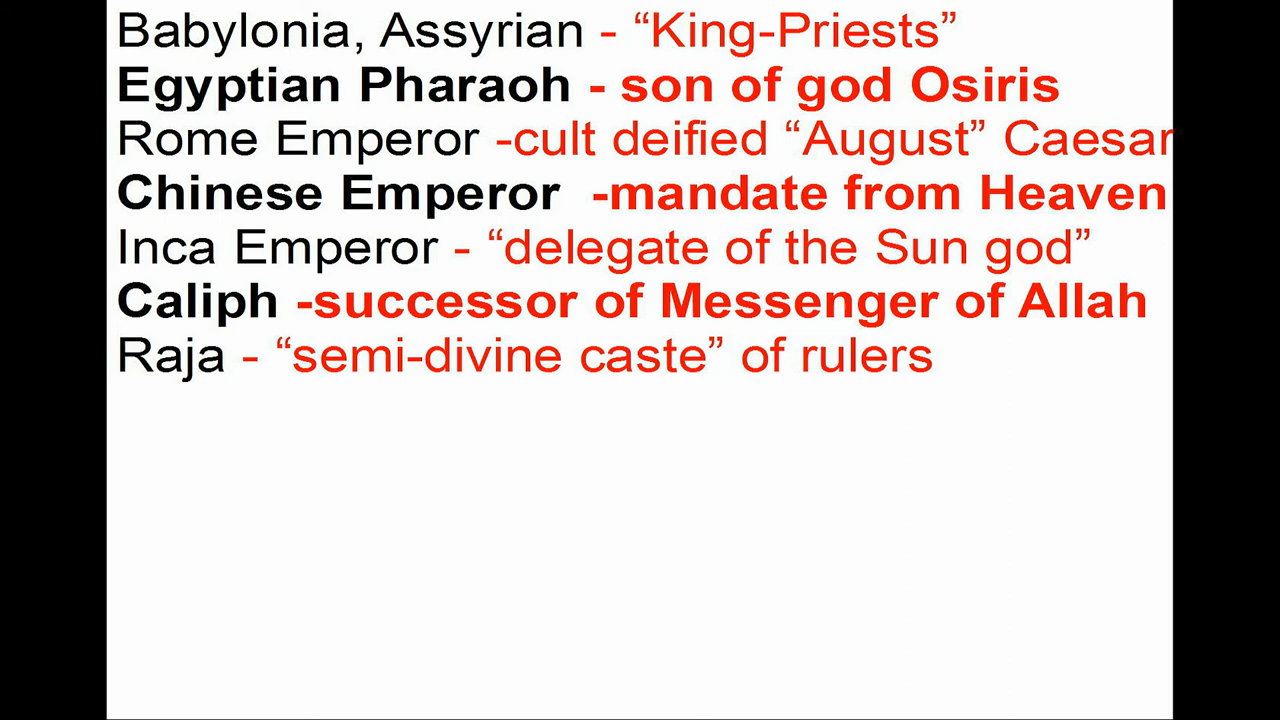 Babylonia, Assyrian - “King-Priests”
Egyptian Pharaoh - son of god Osiris
Rome Emperor -cult deified “August” Caesar
Chinese Emperor  -mandate from Heaven
Inca Emperor - “delegate of the Sun god”
Caliph -successor of Messenger of Allah
Raja - “semi-divine caste” of rulers